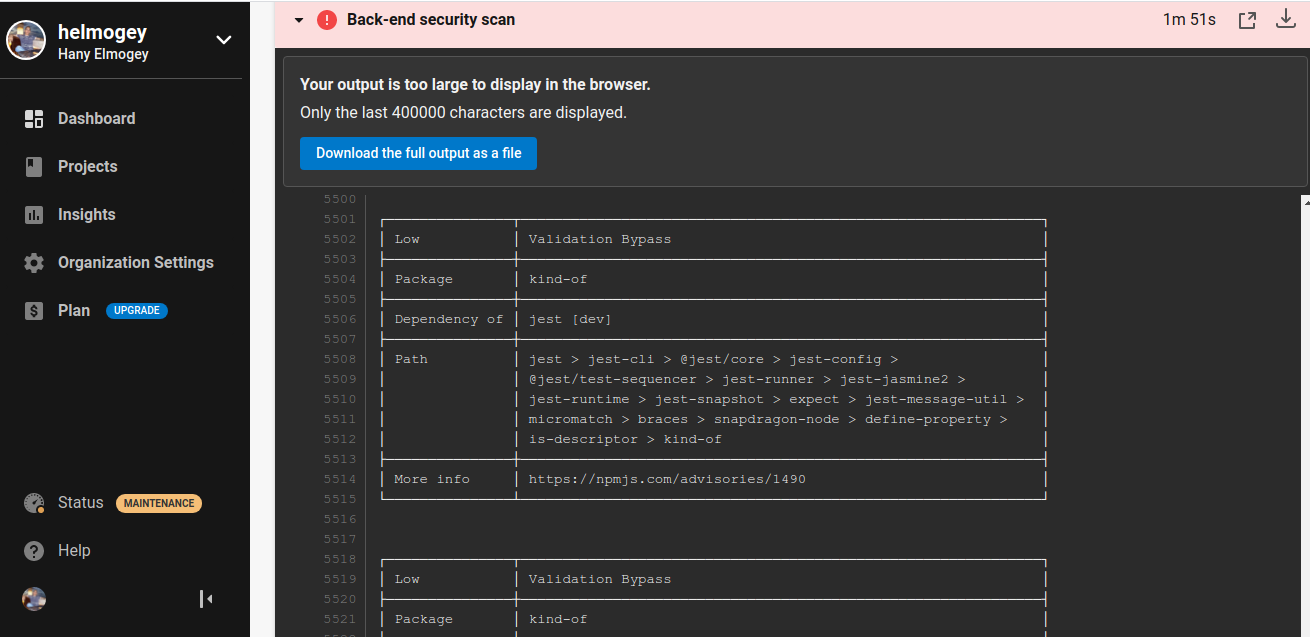 helmogey
Hany Elmogey
Dashboard
Projects
Insights
Organization Settings
Plan UPGRADE
Status MAINTENANCE
Help
Back-end security scan 1m 51s
Your output is too large to display in the browser.
Only the last 400000 characters are displayed.
Download the full output as a file
5500
5501
5502 Low Validation Bypass
5503
5504 Package kind-of
5505
5506 Dependency of jest [dev]
5507
5508 Path jest > jest-cli > @jest/core > jest-config >
5509 @jest/test-sequencer > jest-runner > jest-jasmine2 >
5510 jest-runtime > jest-snapshot > expect > jest-message-util >
5511 micromatch > braces > snapdragon-node > define-property >
5512 is-descriptor > kind-of
5513
5514 More info https://npmjs.com/advisories/1490
5515
5516
5517
5518
5519 Low Validation Bypass
5520
5521 Package kind-of